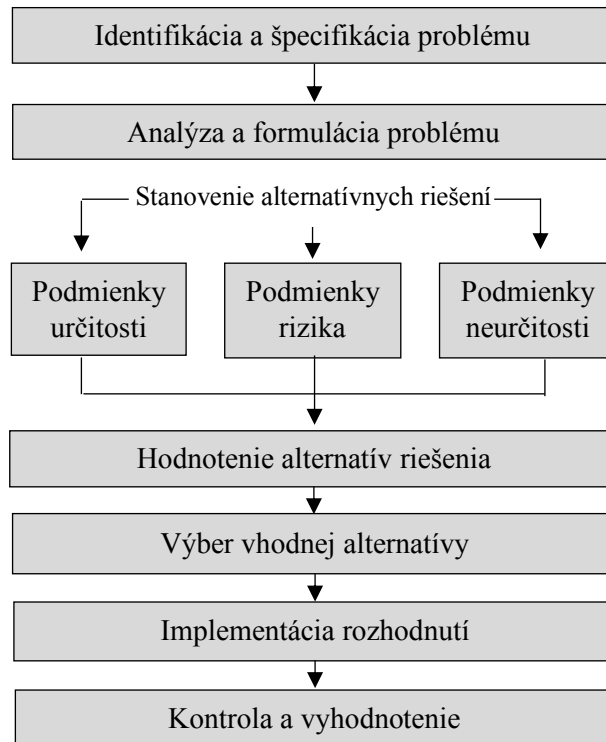 Identifikácia a špecifikácia problému
Analýza a formulácia problému
Stanovenie alternatívnych riešení
Podmienky
určitosti
Podmienky
rizika
Podmienky
neurčitosti
Hodnotenie alternatív riešenia
Výber vhodnej alternatívy
Implementácia rozhodnutí
Kontrola a vyhodnotenie